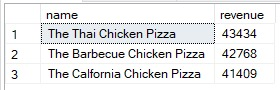 name revenue
1 The Thai Chicken Pizza 43434
2 The Barbecue Chicken Pizza 42768
3 The Calfornia Chicken Pizza 41409